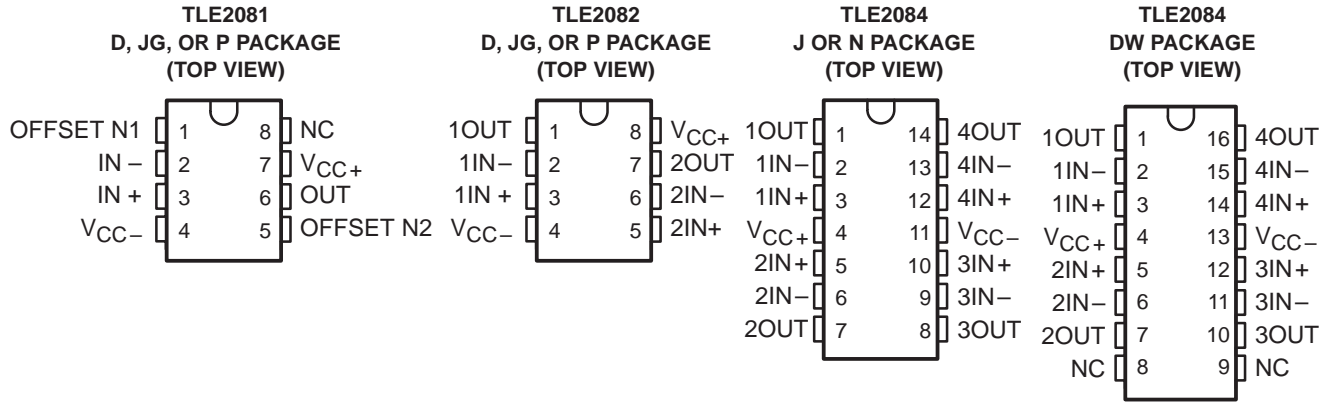 TLE2081
D, JG, OR P PACKAGE
(TOP VIEW)
OFFSET N1 1 8 NC
IN – 2 7 VCC+
IN + 3 6 OUT
VCC– 4 5 OFFSET N2
TLE2082
D, JG, OR P PACKAGE
(TOP VIEW)
1OUT 1 8 VCC+
1IN– 2 7 2OUT
1IN + 3 6 2IN–
VCC– 4 5 2IN+
TLE2084
J OR N PACKAGE
(TOP VIEW)
1OUT 1 14 4OUT
1IN– 2 13 4IN–
1IN+ 3 12 4IN+
VCC+ 4 11 VCC–
2IN+ 5 10 3IN+
2IN– 6 9 3IN–
2OUT 7 8 3OUT
TLE2084
DW PACKAGE
(TOP VIEW)
1OUT 1 16 4OUT
1IN– 2 15 4IN–
1IN+ 3 14 4IN+
VCC+ 4 13 VCC–
2IN+ 5 12 3IN+
2IN– 6 11 3IN–
2OUT 7 10 3OUT
NC 8 9 NC